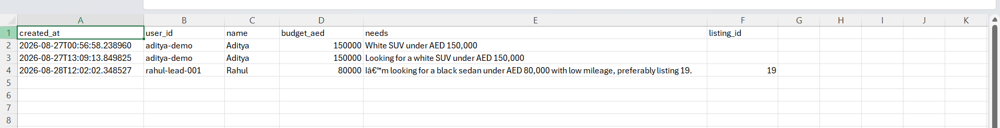 A B C D E F G H I J K
1 created_at user_id name budget_aed needs listing_id
2 2026-08-27T00:56:58.238960 aditya-demo Aditya 150000 White SUV under AED 150,000
3 2026-08-27T13:09:13.849825 aditya-demo Aditya 150000 Looking for a white SUV under AED 150,000
4 2026-08-28T12:02:02.348527 rahul-lead-001 Rahul 80000 Iâ€™m looking for a black sedan under AED 80,000 with low mileage, preferably listing 19. 19
5
6
7
8